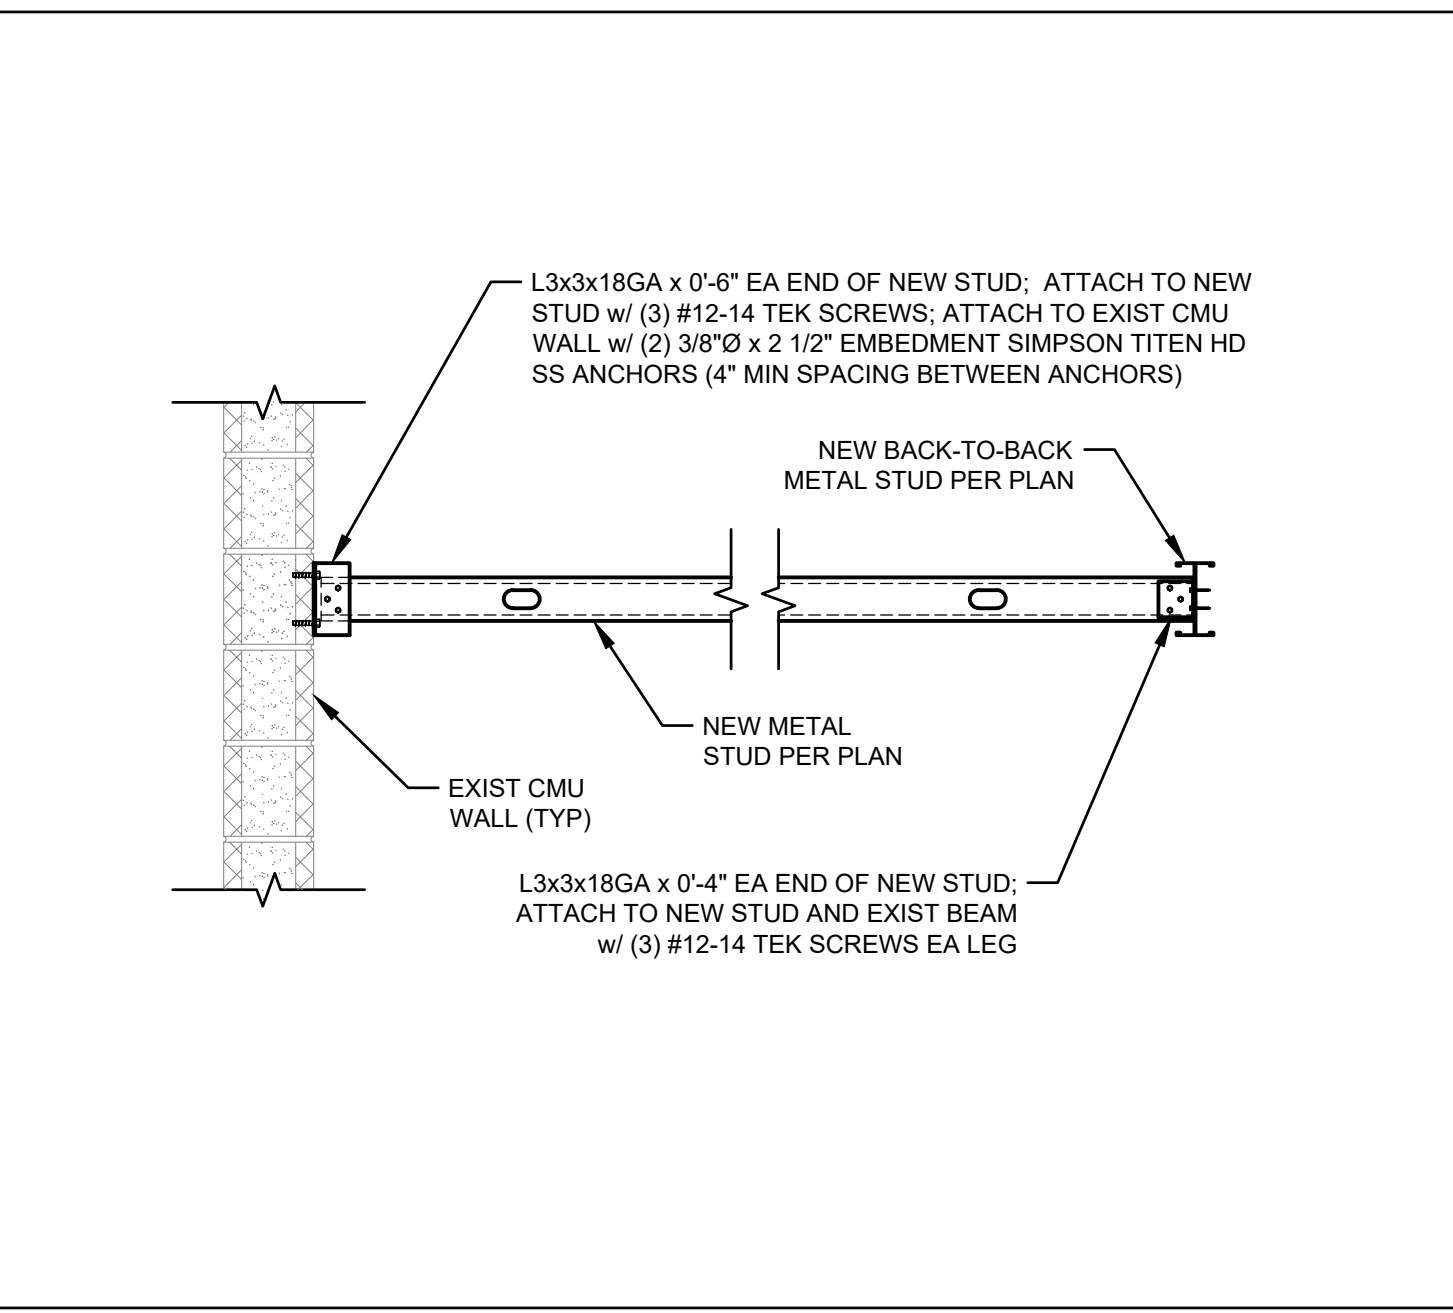 L3x3x18GA x 0'-6" EA END OF NEW STUD;  ATTACH TO NEW
STUD w/ (3) #12-14 TEK SCREWS; ATTACH TO EXIST CMU
WALL w/ (2) 3/8"Ø x 2 1/2" EMBEDMENT SIMPSON TITEN HD
SS ANCHORS (4" MIN SPACING BETWEEN ANCHORS)
NEW BACK-TO-BACK
METAL STUD PER PLAN
NEW METAL
STUD PER PLAN
EXIST CMU
WALL (TYP)
L3x3x18GA x 0'-4" EA END OF NEW STUD;
ATTACH TO NEW STUD AND EXIST BEAM
w/ (3) #12-14 TEK SCREWS EA LEG